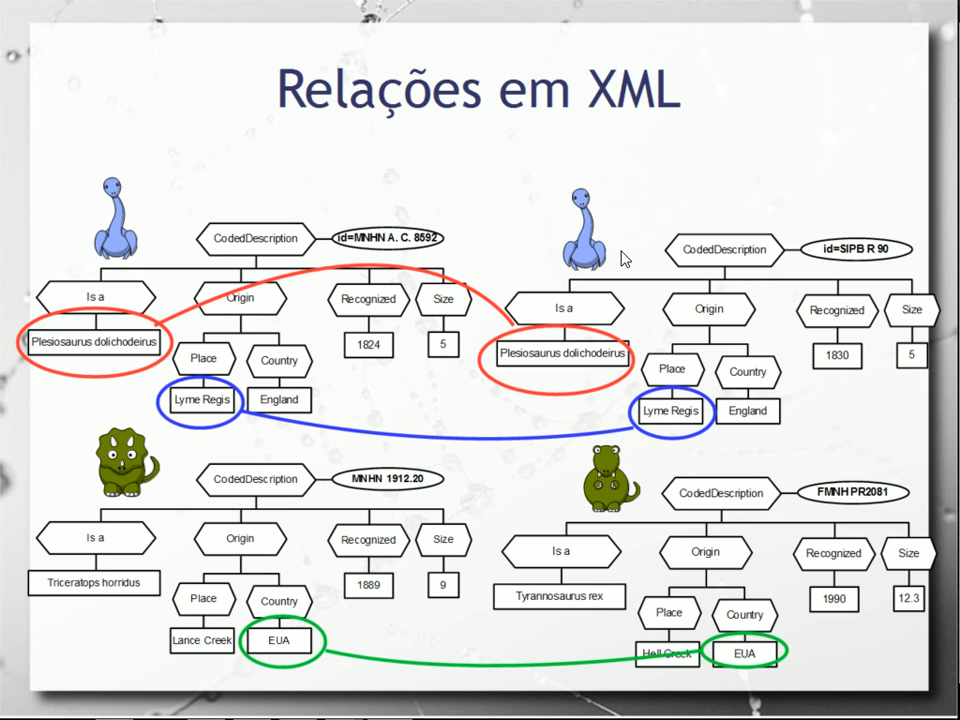 Relações em XML
CodedDescription
id=MNHN A. C. 8592
Is a
Origin
Recognized
Size
Plesiosaurus dolichodeirus
1824
5
Place
Country
Lyme Regis
England
CodedDescription
id=SIPB R 90
Is a
Origin
Recognized
Size
Plesiosaurus dolichodeirus
1830
5
Place
Country
Lyme Regis
England
CodedDescription
MNHN 1912.20
Is a
Origin
Recognized
Size
Triceratops horridus
1889
9
Place
Country
Lance Creek
EUA
CodedDescription
FMNH PR2081
Is a
Origin
Recognized
Size
Tyrannosaurus rex
1990
12.3
Place
Country
Hell Creek
EUA